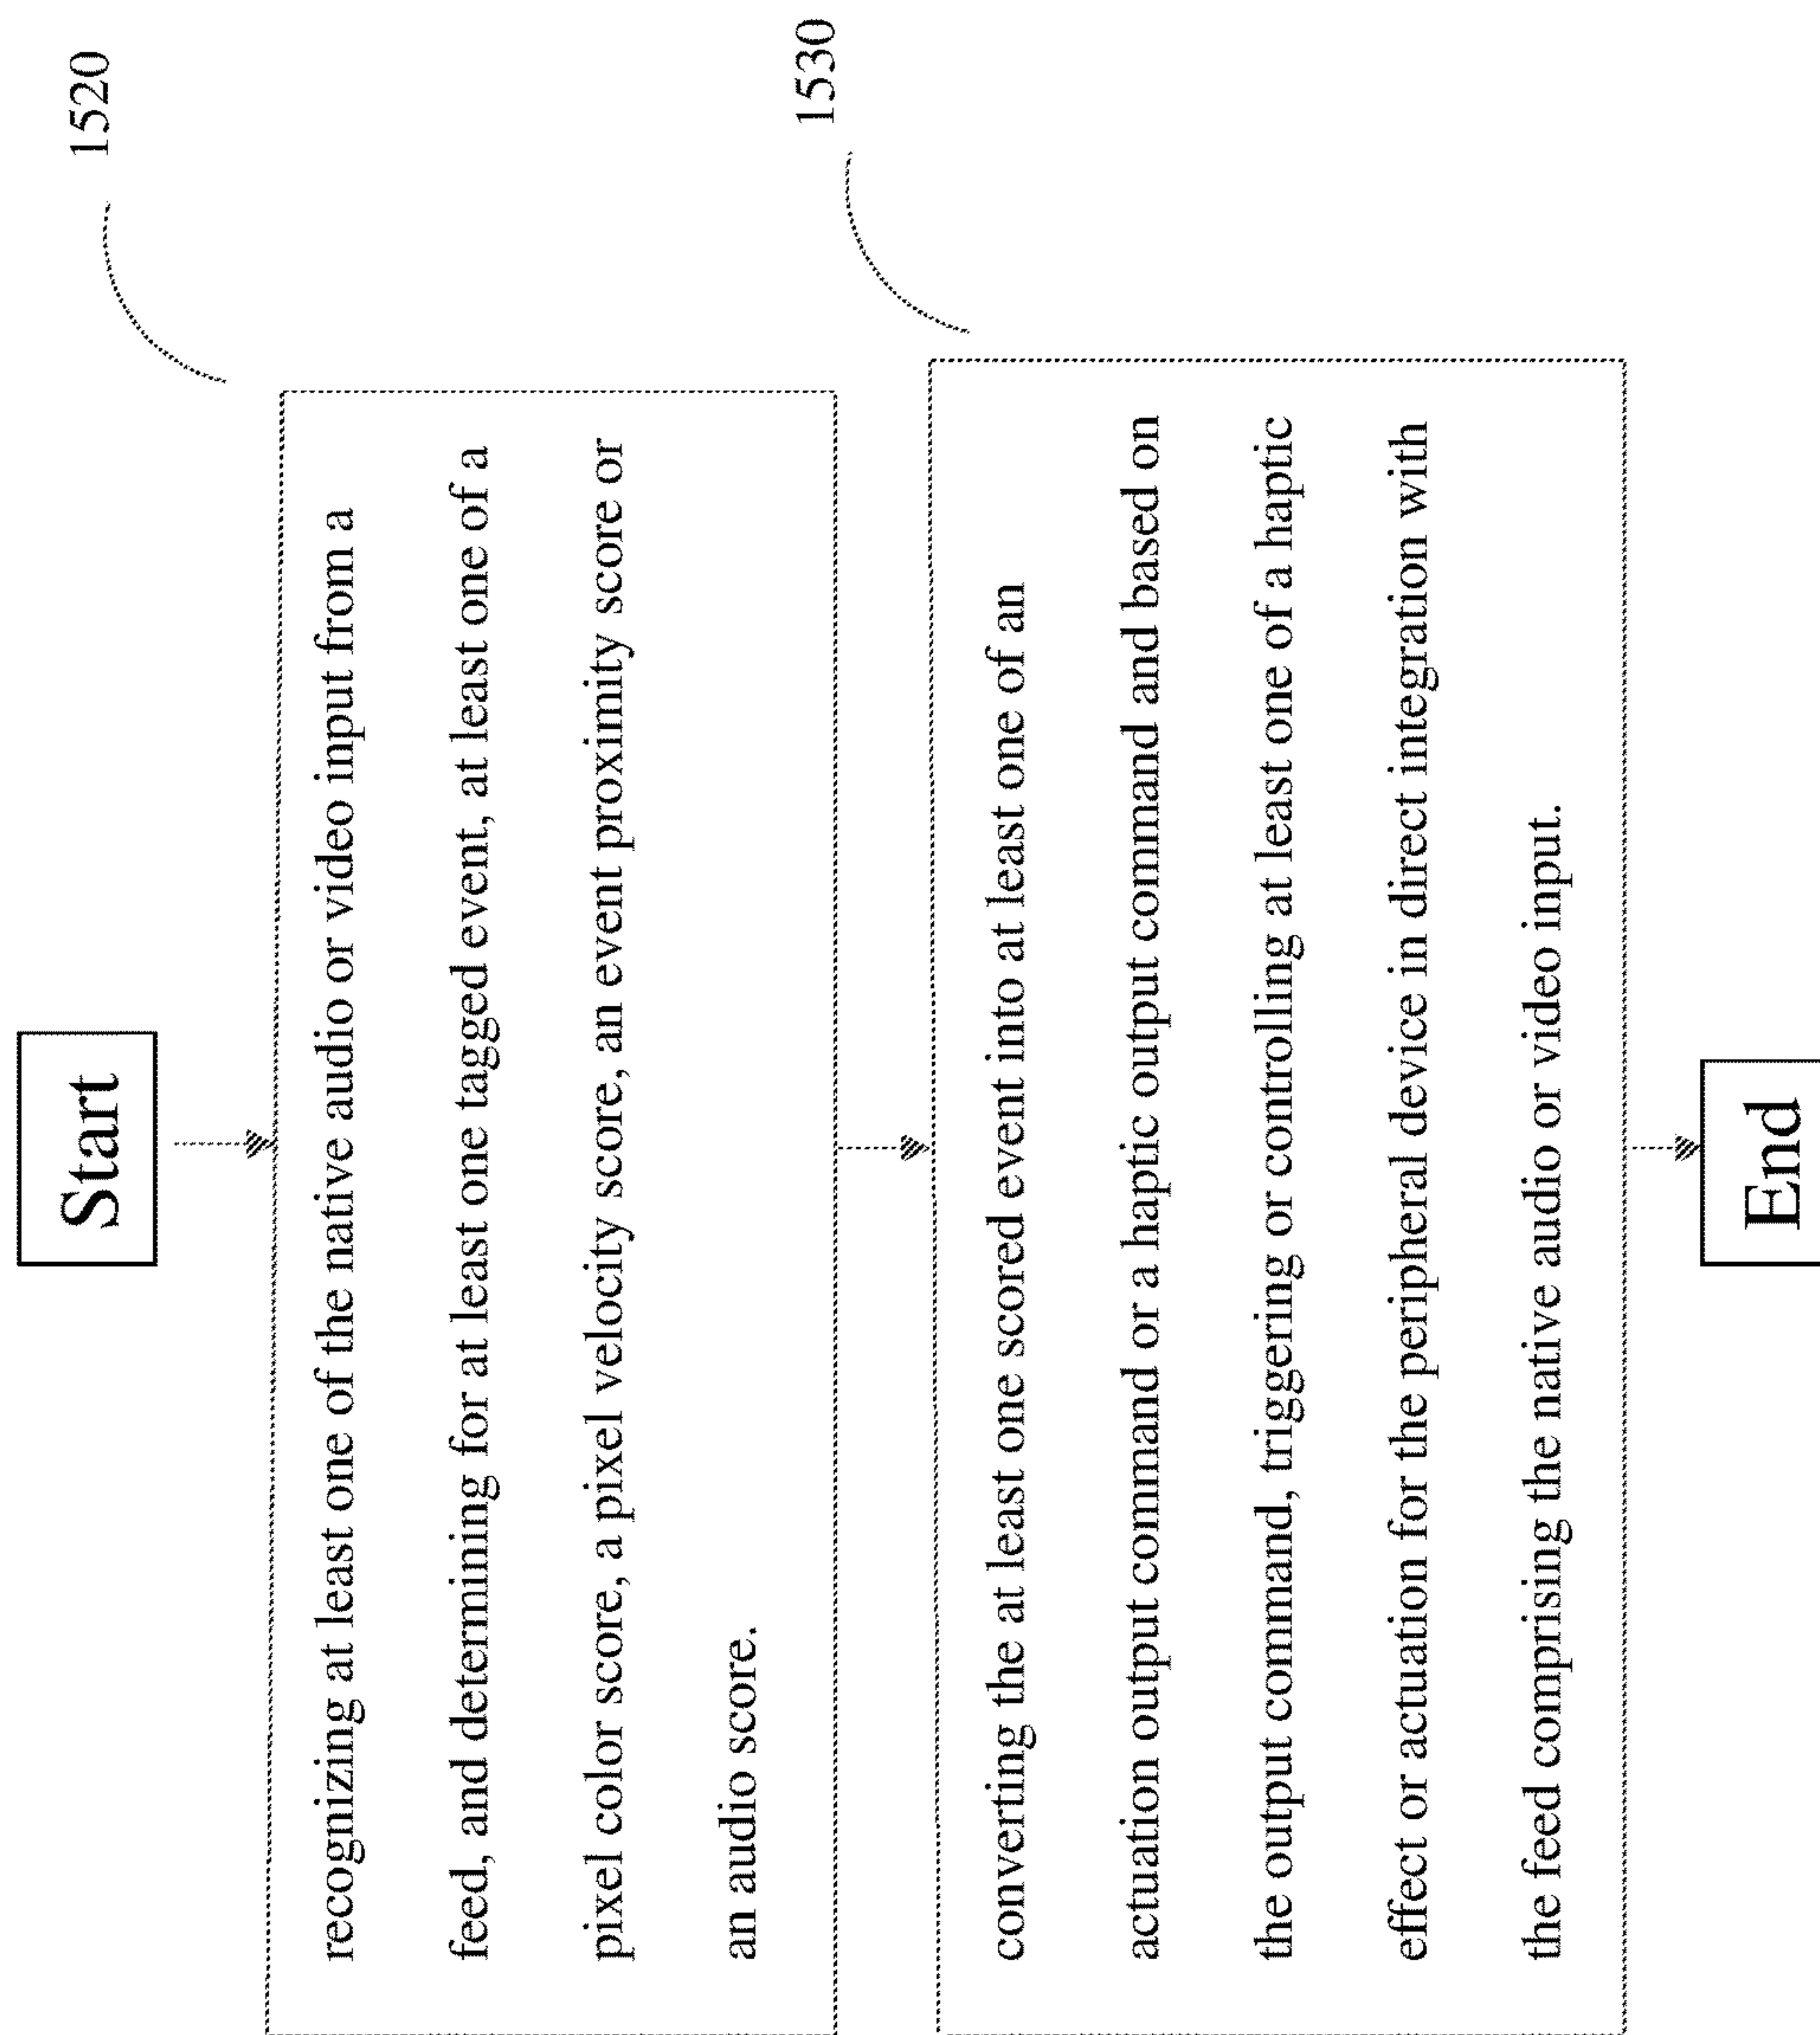 Start
1520
recognizing at least one of the native audio or video input from a
feed, and determining for at least one tagged event, at least one of a
pixel color score, a pixel velocity score, an event proximity score or
an audio score.
1530
converting the at least one scored event into at least one of an
actuation output command or a haptic output command and based on
the output command, triggering or controlling at least one of a haptic
effect or actuation for the peripheral device in direct integration with
the feed comprising the native audio or video input.
End